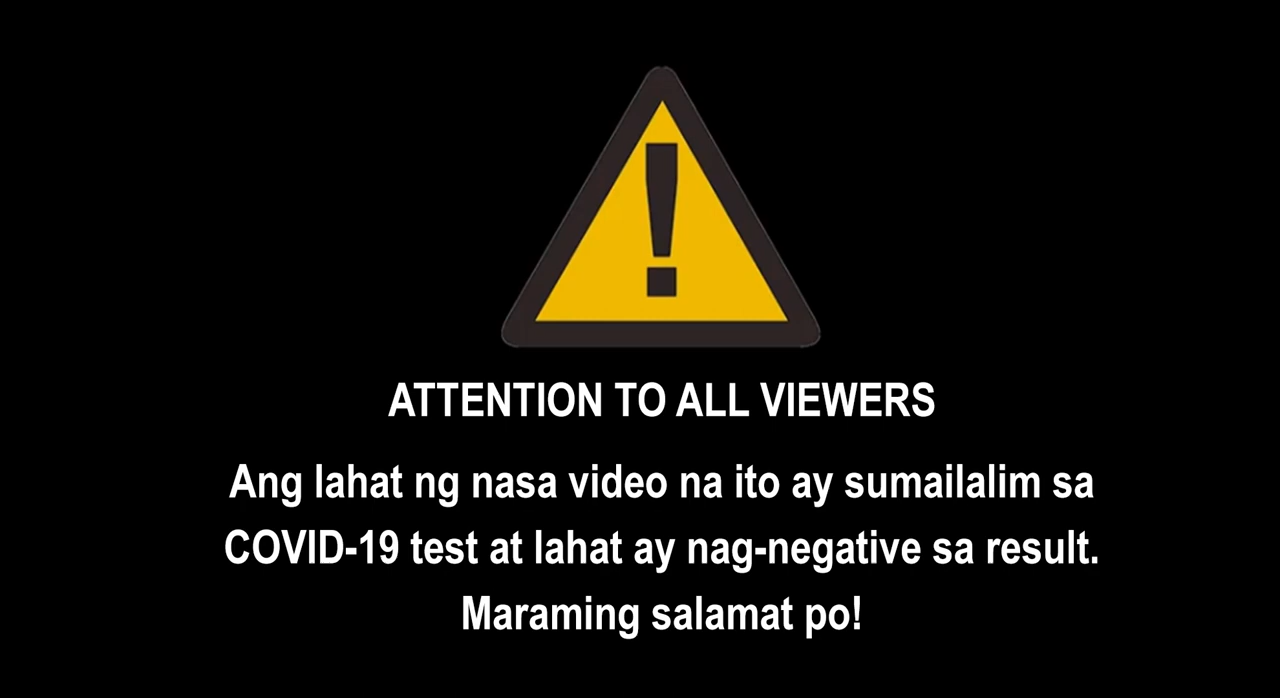 ATTENTION TO ALL VIEWERS
Ang lahat ng nasa video na ito ay sumailalim sa
COVID-19 test at lahat ay nag-negative sa result.
Maraming salamat po!